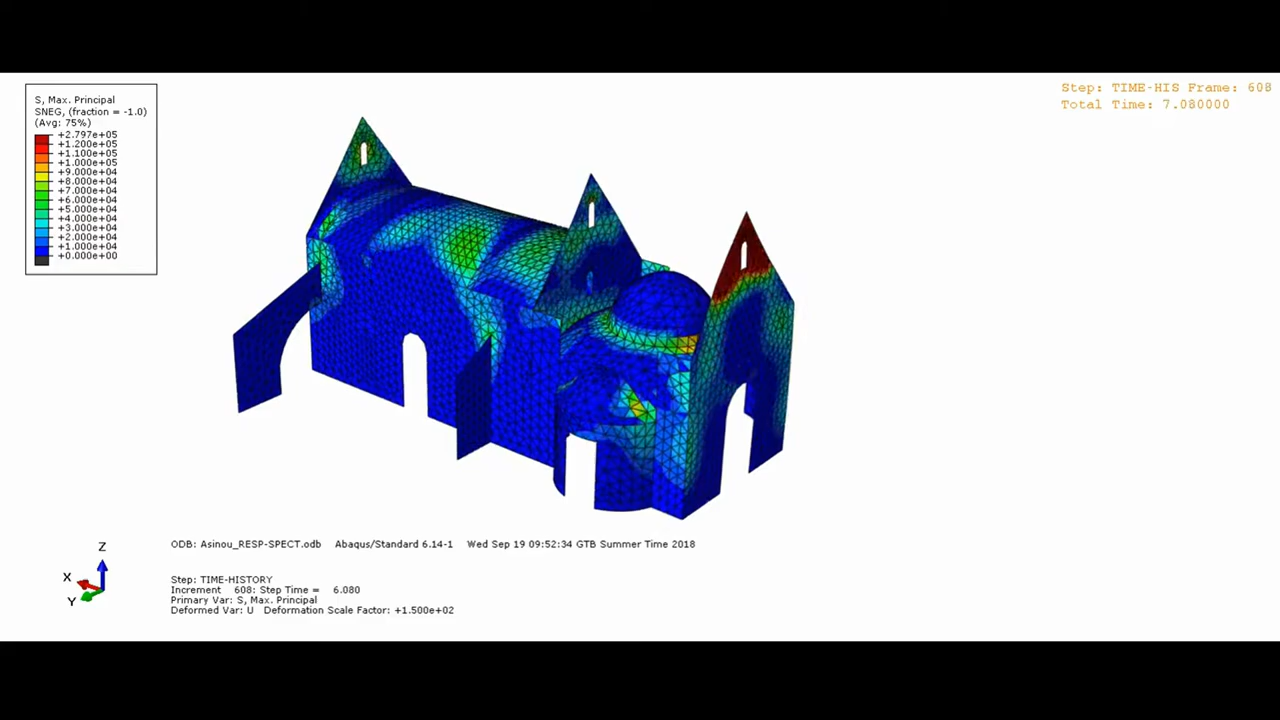 S, Max. Principal
SNEG, (fraction = -1.0)
(Avg: 75%)
+2.797e+05
+1.200e+05
+1.100e+05
+1.000e+05
+9.000e+04
+8.000e+04
+7.000e+04
+6.000e+04
+4.000e+04
+3.000e+04
+2.000e+04
+1.000e+04
+0.000e+00
Step: TIME-HIS Frame: 608
Total Time: 7.080000
ODB: Asinou_RESP-SPECT.odb Abaqus/Standard 6.14-1 Wed Sep 19 09:52:34 GTB Summer Time 2018
Z
X
Y
Step: TIME-HISTORY
Increment 608: Step Time = 6.080
Primary Var: S, Max. Principal
Deformed Var: U Deformation Scale Factor: +1.500e+02